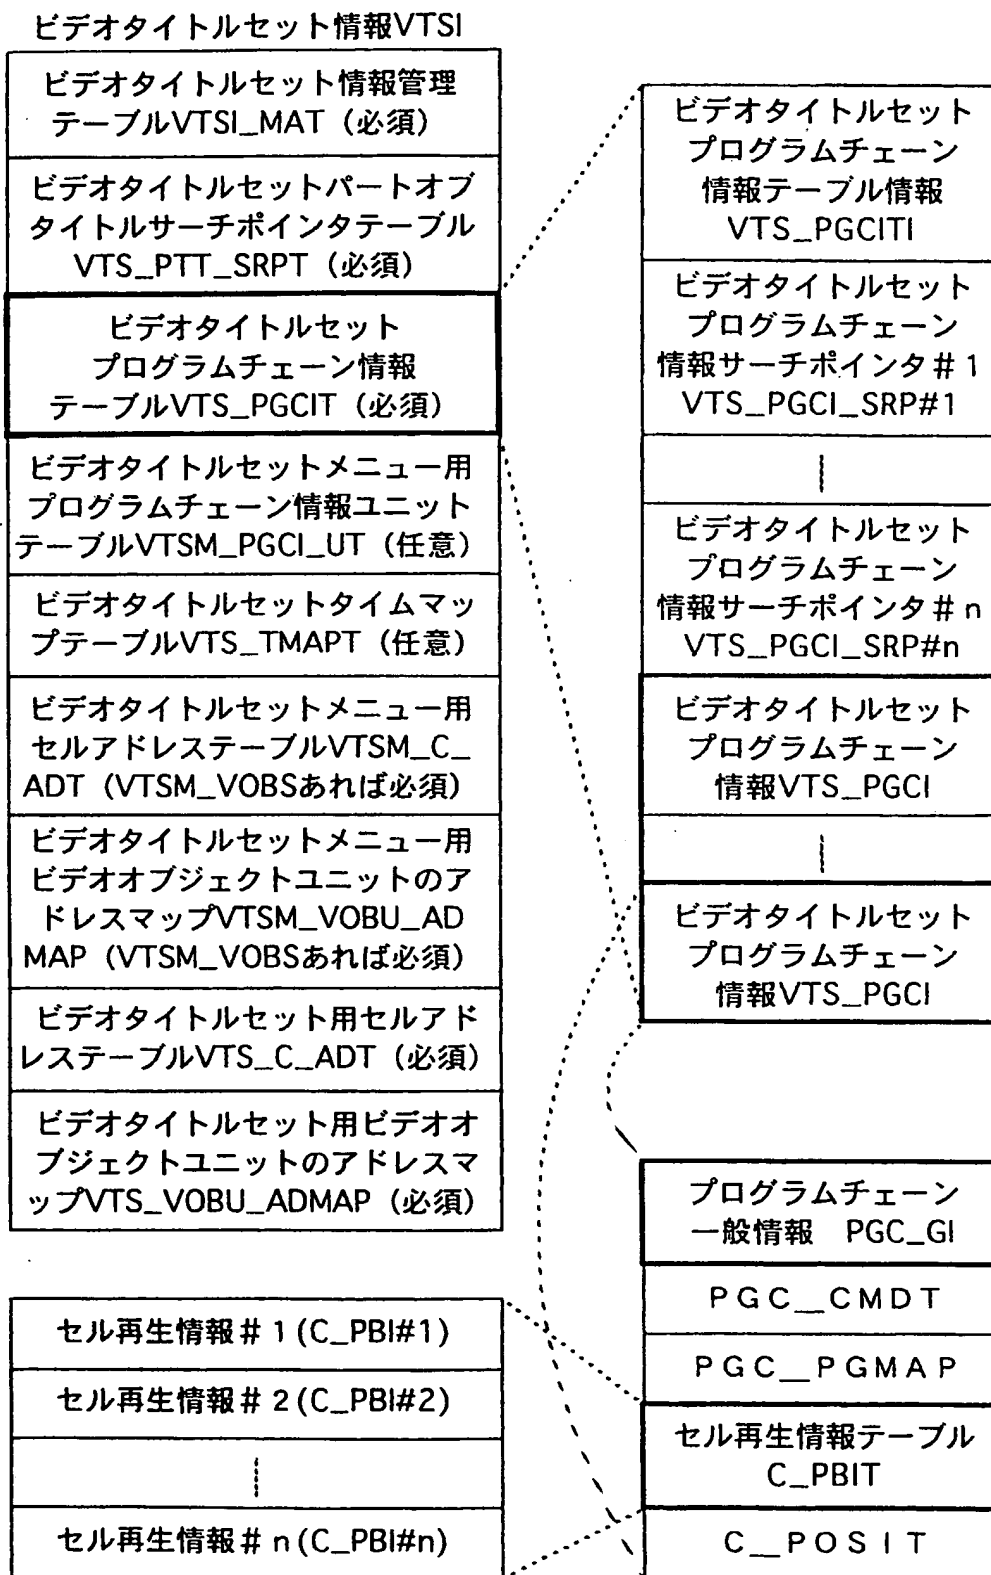 ビデオタイトルセット情報VTSI
ビデオタイトルセット情報管理
テーブルVTSI_MAT（必須）
ビデオタイトルセットパートオブ
タイトルサーチポインタテーブル
VTS_PTT_SRPT（必須）
ビデオタイトルセット
プログラムチェーン情報
テーブルVTS_PGCIT（必須）
ビデオタイトルセットメニュー用
プログラムチェーン情報ユニット
テーブルVTSM_PGCI_UT（任意）
ビデオタイトルセットタイムマッ
プテーブルVTS_TMAPT（任意）
ビデオタイトルセットメニュー用
セルアドレステーブルVTSM_C_
ADT（VTSM_VOBSあれば必須）
ビデオタイトルセットメニュー用
ビデオオブジェクトユニットのア
ドレスマップVTSM_VOBU_AD
MAP（VTSM_VOBSあれば必須）
ビデオタイトルセット用セルアド
レステーブルVTS_C_ADT（必須）
ビデオタイトルセット用ビデオオ
ブジェクトユニットのアドレスマ
ップVTS_VOBU_ADMAP（必須）
ビデオタイトルセット
プログラムチェーン
情報テーブル情報
VTS_PGCITI
ビデオタイトルセット
プログラムチェーン
情報サーチポインタ＃1
VTS_PGCI_SRP#1
ビデオタイトルセット
プログラムチェーン
情報サーチポインタ＃n
VTS_PGCI_SRP#n
ビデオタイトルセット
プログラムチェーン
情報VTS_PGCI
ビデオタイトルセット
プログラムチェーン
情報VTS_PGCI
プログラムチェーン
一般情報　PGC_GI
PGC＿CMDT
PGC＿PGMAP
セル再生情報テーブル
C_PBIT
C＿POSIT
セル再生情報＃1(C_PBI#1)
セル再生情報＃2(C_PBI#2)
セル再生情報＃n(C_PBI#n)